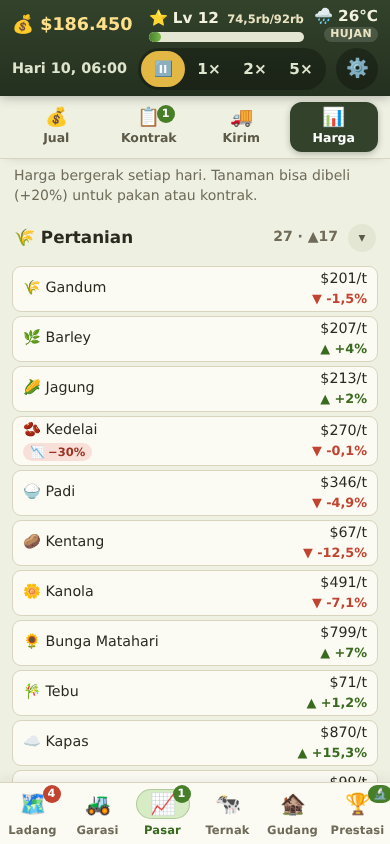 $186.450
Lv 12 74,5rb/92rb
26°C
HUJAN
Hari 10, 06:00
1× 2× 5×
Jual
1
Kontrak
Kirim
Harga
Harga bergerak setiap hari. Tanaman bisa dibeli
(+20%) untuk pakan atau kontrak.
Pertanian 27 · ▲17 ▼
Gandum $201/t
▼ -1,5%
Barley $207/t
▲ +4%
Jagung $213/t
▲ +2%
Kedelai $270/t
−30% ▼ -0,1%
Padi $346/t
▼ -4,9%
Kentang $67/t
▼ -12,5%
Kanola $491/t
▼ -7,1%
Bunga Matahari $799/t
▲ +7%
Tebu $71/t
▲ +1,2%
Kapas $870/t
▲ +15,3%
4
Ladang
Garasi
1
Pasar
Ternak
Gudang
Prestasi